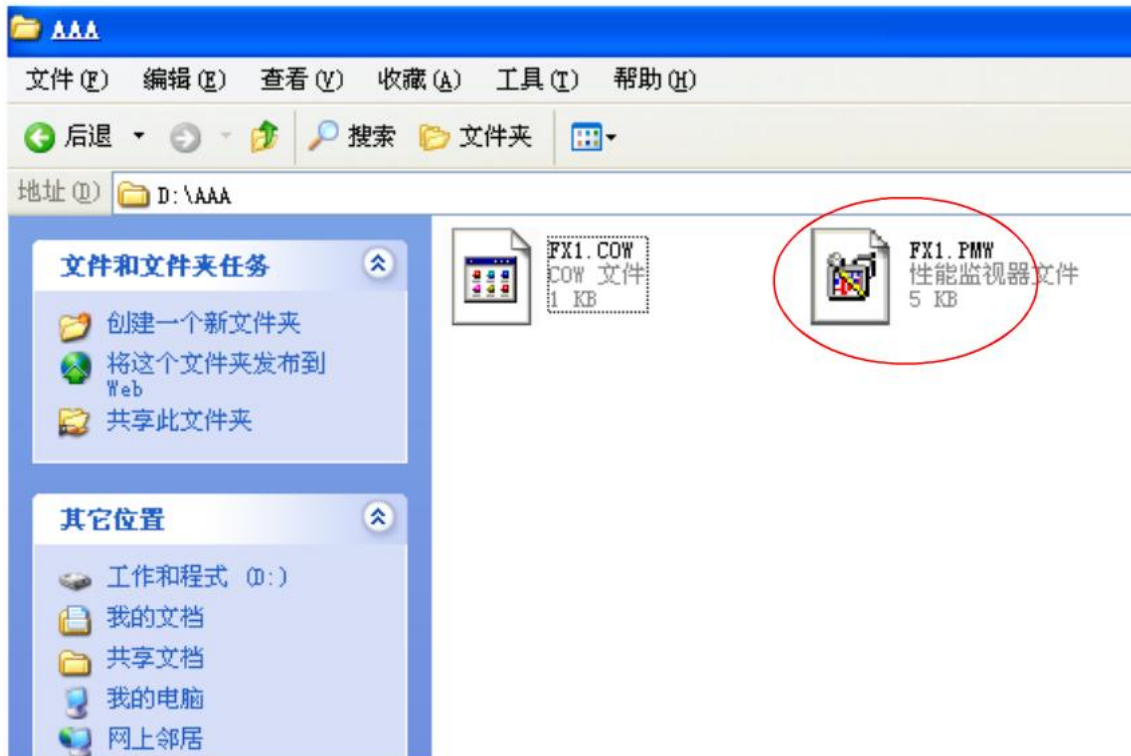 AAA
文件(F) 编辑(E) 查看(V) 收藏(A) 工具(T) 帮助(H)
后退 搜索 文件夹
地址(D) D:\AAA
文件和文件夹任务
创建一个新文件夹
将这个文件夹发布到
Web
共享此文件夹
其它位置
工作和程式 (D:)
我的文档
共享文档
我的电脑
网上邻居
FX1.COW
COW 文件
1 KB
FX1.PMW
性能监视器文件
5 KB